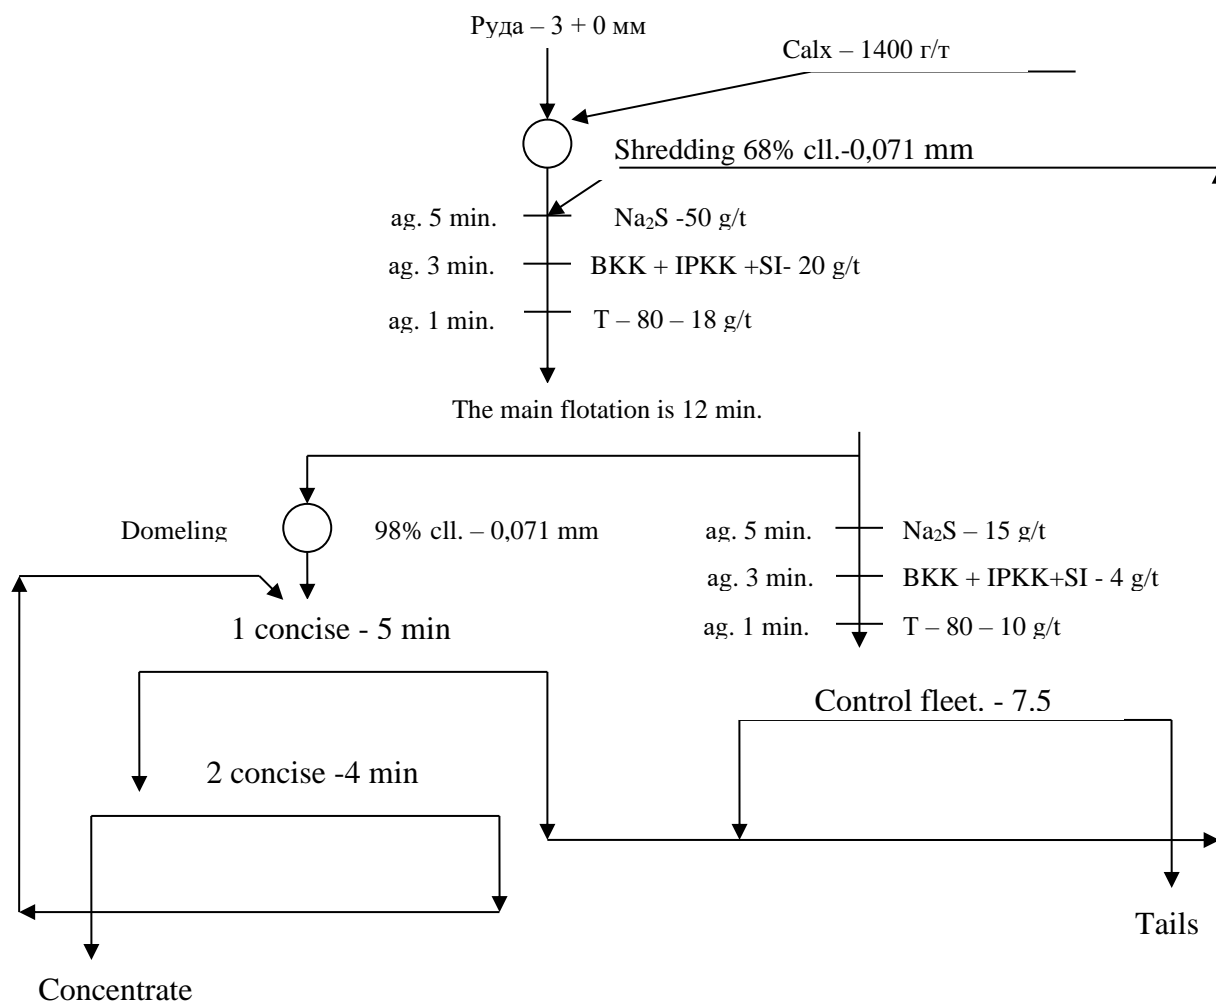 Руда – 3 + 0 мм
Calx – 1400 г/т
Shredding 68% cll.-0,071 mm
ag. 5 min. Na₂S -50 g/t
ag. 3 min. BKK + IPKK +SI- 20 g/t
ag. 1 min. T – 80 – 18 g/t
The main flotation is 12 min.
Domeling 98% cll. – 0,071 mm
ag. 5 min. Na₂S – 15 g/t
ag. 3 min. BKK + IPKK+SI - 4 g/t
1 concise - 5 min
ag. 1 min. T – 80 – 10 g/t
Control fleet. - 7.5
2 concise -4 min
Tails
Concentrate